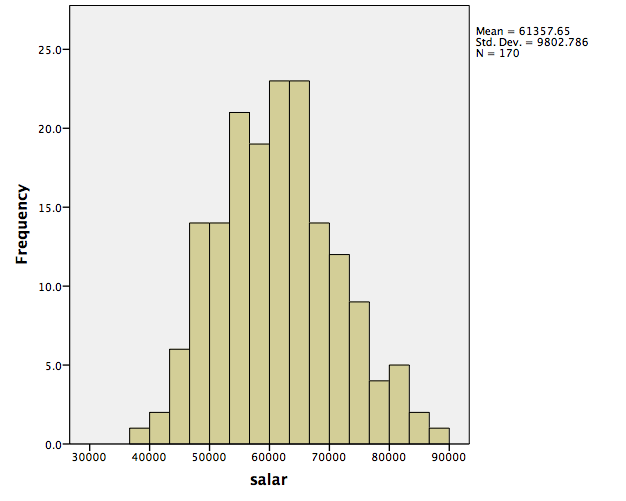 Mean = 61357.65
Std. Dev. = 9802.786
N = 170
Frequency
25.0
20.0
15.0
10.0
5.0
0.0
30000 40000 50000 60000 70000 80000 90000
salar